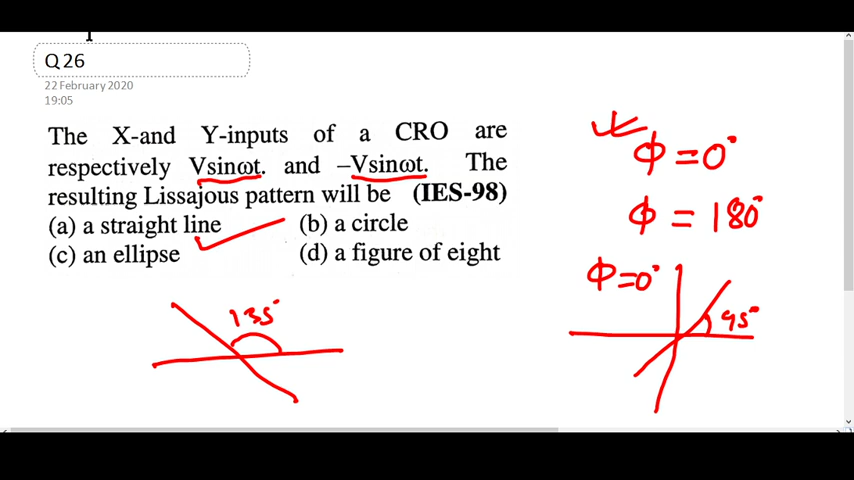 Q 26
22 February 2020
19:05
The X-and Y-inputs of a CRO are
respectively Vsinωt. and –Vsinωt. The
resulting Lissajous pattern will be (IES-98)
(a) a straight line (b) a circle
(c) an ellipse (d) a figure of eight
ϕ = 0°
ϕ = 180°
ϕ=0°
135°
45°